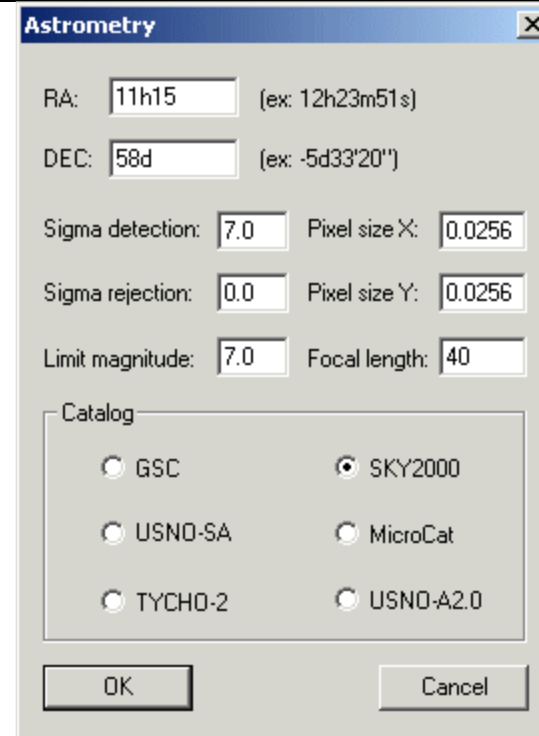 Astrometry
RA: 11h15 (ex: 12h23m51s)
DEC: 58d (ex: -5d33'20")
Sigma detection: 7.0 Pixel size X: 0.0256
Sigma rejection: 0.0 Pixel size Y: 0.0256
Limit magnitude: 7.0 Focal length: 40
Catalog
GSC SKY2000
USNO-SA MicroCat
TYCHO-2 USNO-A2.0
OK Cancel